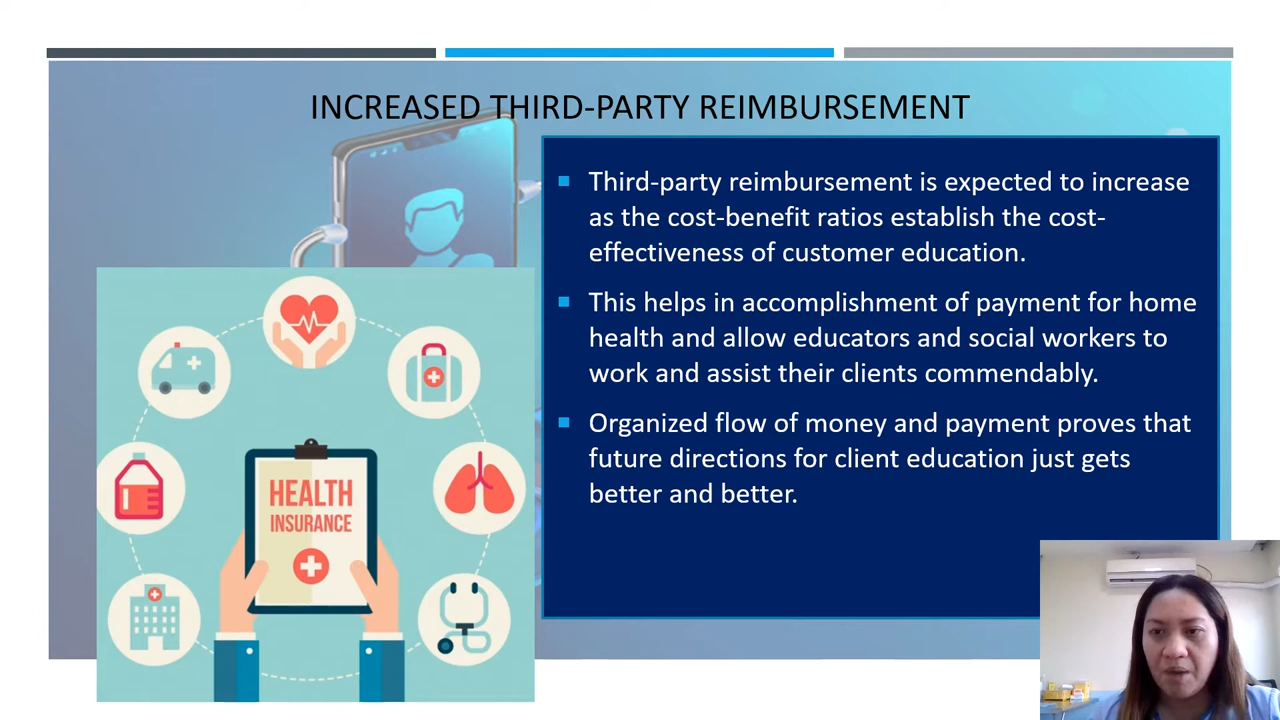 INCREASED THIRD-PARTY REIMBURSEMENT
Third-party reimbursement is expected to increase
as the cost-benefit ratios establish the cost-
effectiveness of customer education.
This helps in accomplishment of payment for home
health and allow educators and social workers to
work and assist their clients commendably.
Organized flow of money and payment proves that
future directions for client education just gets
better and better.
HEALTH
INSURANCE